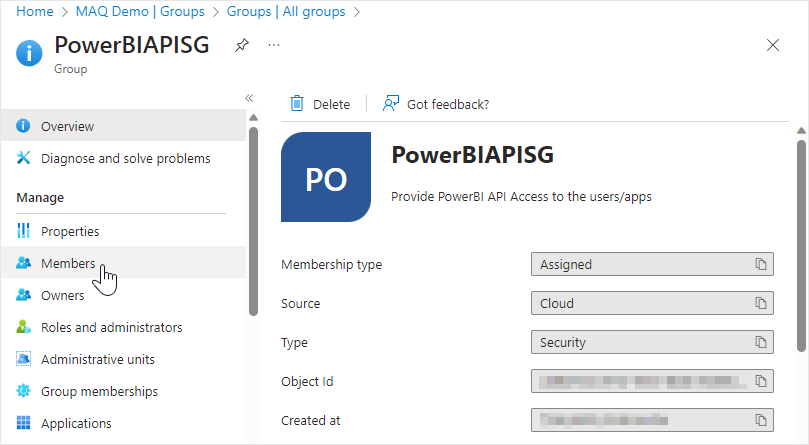 Home > MAQ Demo | Groups > Groups | All groups >
PowerBIAPISG
Group
Overview
Diagnose and solve problems
Manage
Properties
Members
Owners
Roles and administrators
Administrative units
Group memberships
Applications
Delete
Got feedback?
PO
PowerBIAPISG
Provide PowerBI API Access to the users/apps
Membership type
Assigned
Source
Cloud
Type
Security
Object Id
Created at